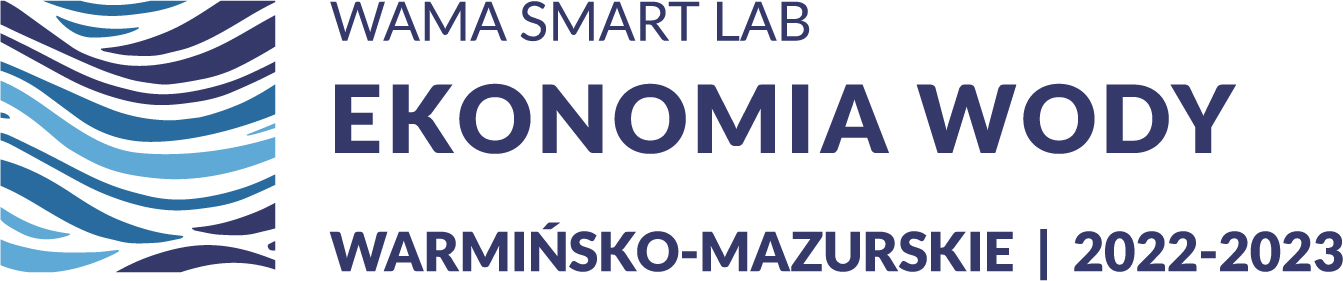 WAMA SMART LAB
EKONOMIA WODY
WARMIŃSKO-MAZURSKIE | 2022-2023